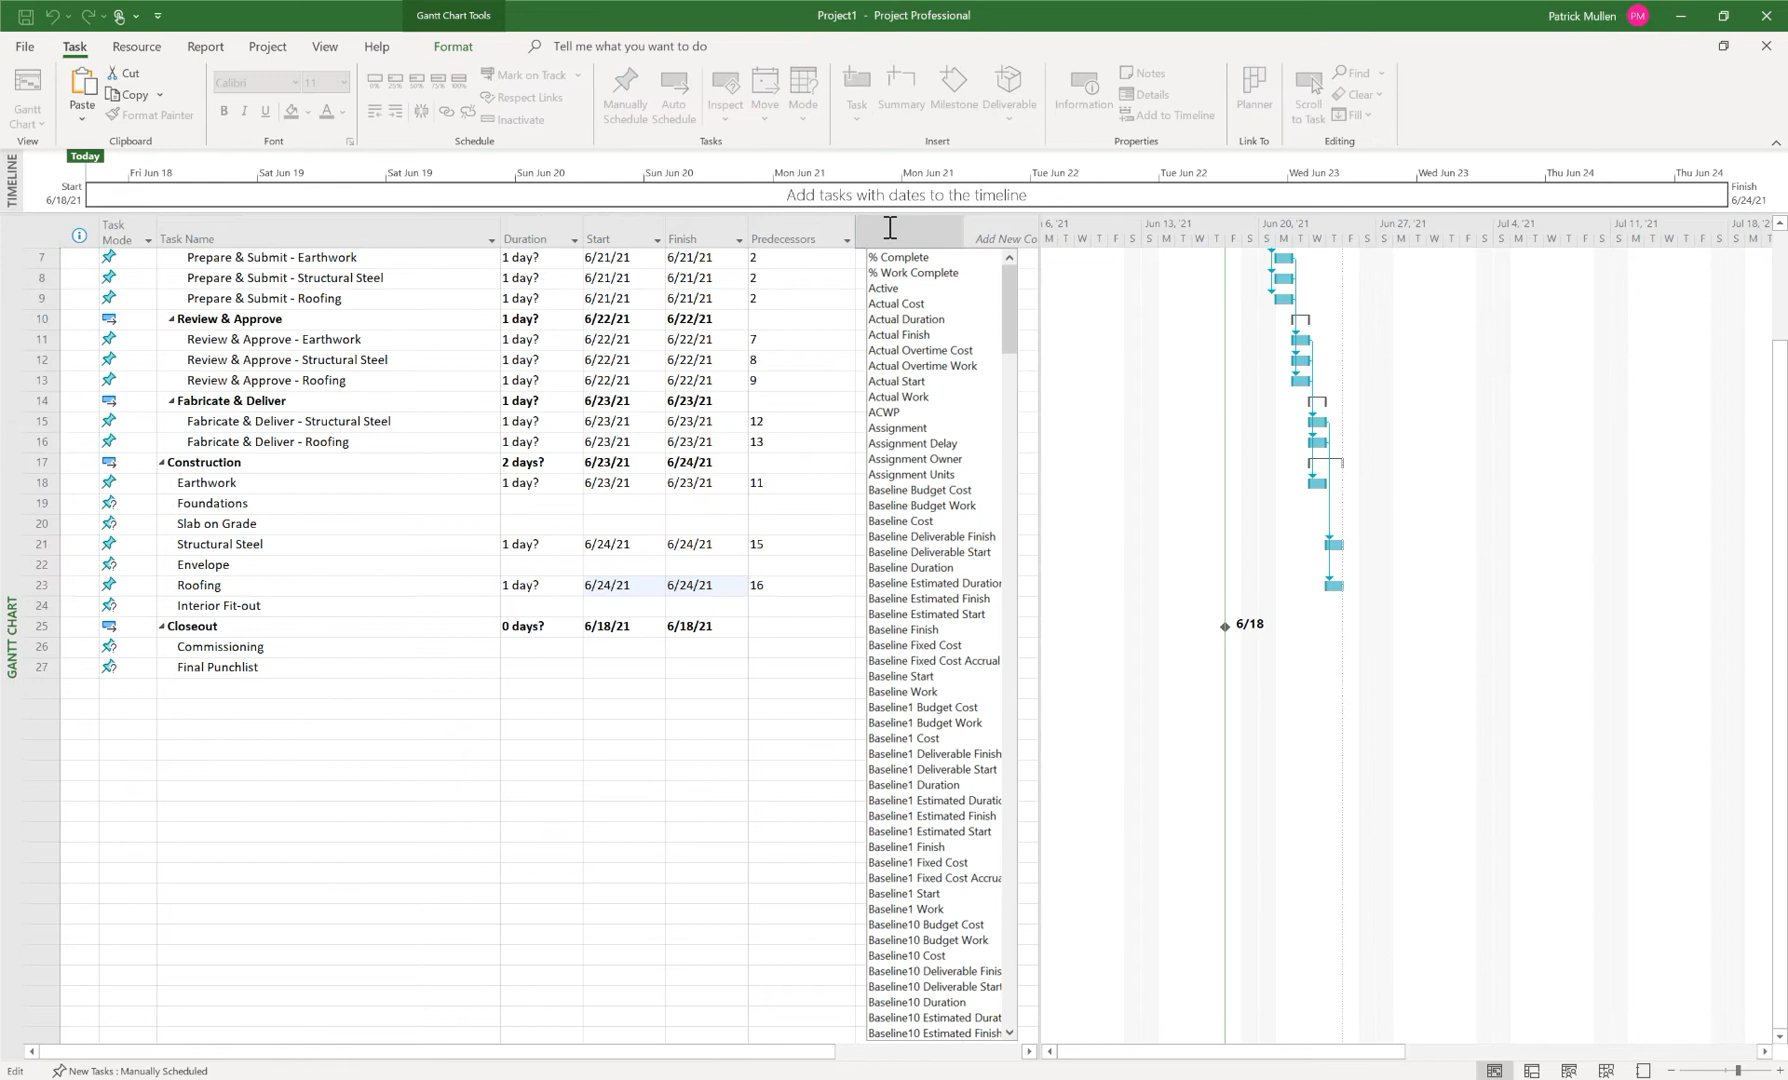 Gantt Chart Tools
Project1 - Project Professional
Patrick Mullen PM
File Task Resource Report Project View Help Format Tell me what you want to do
Gantt Chart
View
Paste
Cut
Copy
Format Painter
Clipboard
Calibri 11
B I U A
Font
0% 25% 50% 75% 100%
Mark on Track
Respect Links
Inactivate
Schedule
Manually Schedule
Auto Schedule
Inspect
Move
Mode
Tasks
Task
Summary
Milestone
Deliverable
Insert
Information
Notes
Details
Add to Timeline
Properties
Planner
Link To
Scroll to Task
Find
Clear
Fill
Editing
TIMELINE
Today
Fri Jun 18 Sat Jun 19 Sat Jun 19 Sun Jun 20 Sun Jun 20 Mon Jun 21 Mon Jun 21 Tue Jun 22 Tue Jun 22 Wed Jun 23 Wed Jun 23 Thu Jun 24 Thu Jun 24
Start
6/18/21
Add tasks with dates to the timeline
Finish
6/24/21
GANTT CHART
Task Mode Task Name Duration Start Finish Predecessors Add New Co
6, '21 Jun 13, '21 Jun 20, '21 Jun 27, '21 Jul 4, '21 Jul 11, '21 Jul 18, '21
M T W T F S S M T W T F S S M T W T F S S M T W T F S S M T W T F S S M T W T F S S M T
7 Prepare & Submit - Earthwork 1 day? 6/21/21 6/21/21 2
8 Prepare & Submit - Structural Steel 1 day? 6/21/21 6/21/21 2
9 Prepare & Submit - Roofing 1 day? 6/21/21 6/21/21 2
10 Review & Approve 1 day? 6/22/21 6/22/21
11 Review & Approve - Earthwork 1 day? 6/22/21 6/22/21 7
12 Review & Approve - Structural Steel 1 day? 6/22/21 6/22/21 8
13 Review & Approve - Roofing 1 day? 6/22/21 6/22/21 9
14 Fabricate & Deliver 1 day? 6/23/21 6/23/21
15 Fabricate & Deliver - Structural Steel 1 day? 6/23/21 6/23/21 12
16 Fabricate & Deliver - Roofing 1 day? 6/23/21 6/23/21 13
17 Construction 2 days? 6/23/21 6/24/21
18 Earthwork 1 day? 6/23/21 6/23/21 11
19 Foundations
20 Slab on Grade
21 Structural Steel 1 day? 6/24/21 6/24/21 15
22 Envelope
23 Roofing 1 day? 6/24/21 6/24/21 16
24 Interior Fit-out
25 Closeout 0 days? 6/18/21 6/18/21
26 Commissioning
27 Final Punchlist
% Complete
% Work Complete
Active
Actual Cost
Actual Duration
Actual Finish
Actual Overtime Cost
Actual Overtime Work
Actual Start
Actual Work
ACWP
Assignment
Assignment Delay
Assignment Owner
Assignment Units
Baseline Budget Cost
Baseline Budget Work
Baseline Cost
Baseline Deliverable Finish
Baseline Deliverable Start
Baseline Duration
Baseline Estimated Duration
Baseline Estimated Finish
Baseline Estimated Start
Baseline Finish
Baseline Fixed Cost
Baseline Fixed Cost Accrual
Baseline Start
Baseline Work
Baseline1 Budget Cost
Baseline1 Budget Work
Baseline1 Cost
Baseline1 Deliverable Finish
Baseline1 Deliverable Start
Baseline1 Duration
Baseline1 Estimated Duratio
Baseline1 Estimated Finish
Baseline1 Estimated Start
Baseline1 Finish
Baseline1 Fixed Cost
Baseline1 Fixed Cost Accrua
Baseline1 Start
Baseline1 Work
Baseline10 Budget Cost
Baseline10 Budget Work
Baseline10 Cost
Baseline10 Deliverable Finis
Baseline10 Deliverable Start
Baseline10 Duration
Baseline10 Estimated Durat
Baseline10 Estimated Finish
6/18
Edit New Tasks : Manually Scheduled